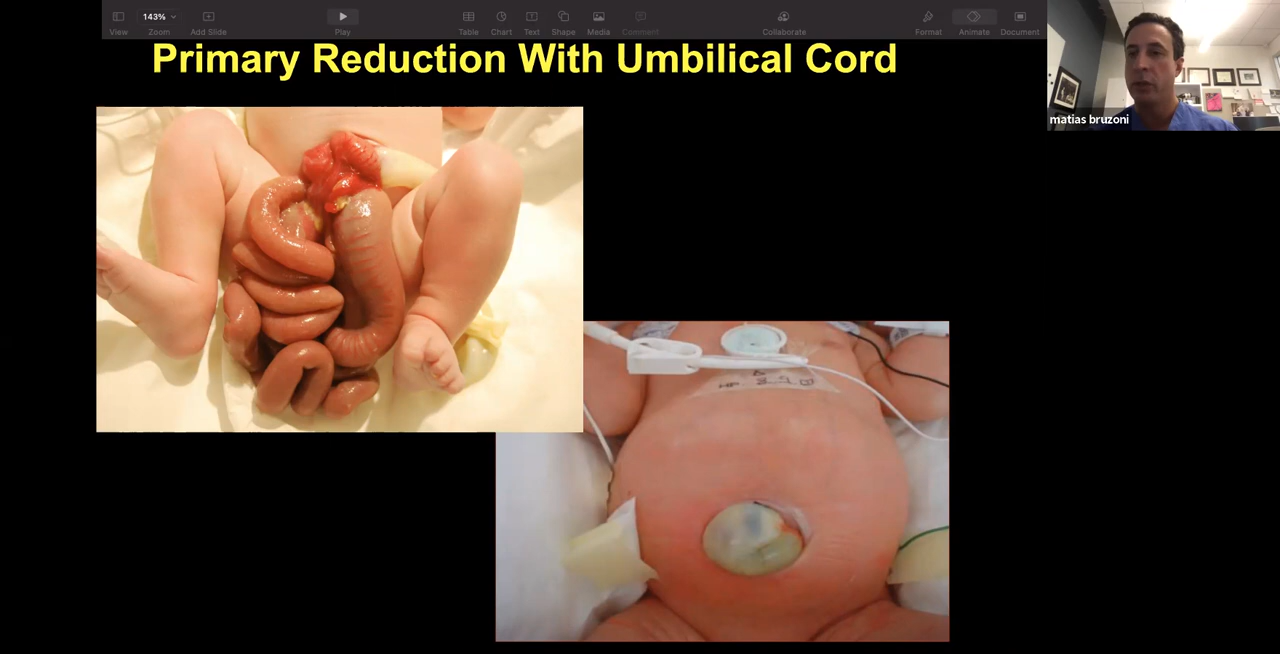 143%
View
Zoom
Add Slide
Play
Table
Chart
Text
Shape
Media
Comment
Collaborate
Format
Animate
Document
Primary Reduction With Umbilical Cord
matias bruzoni